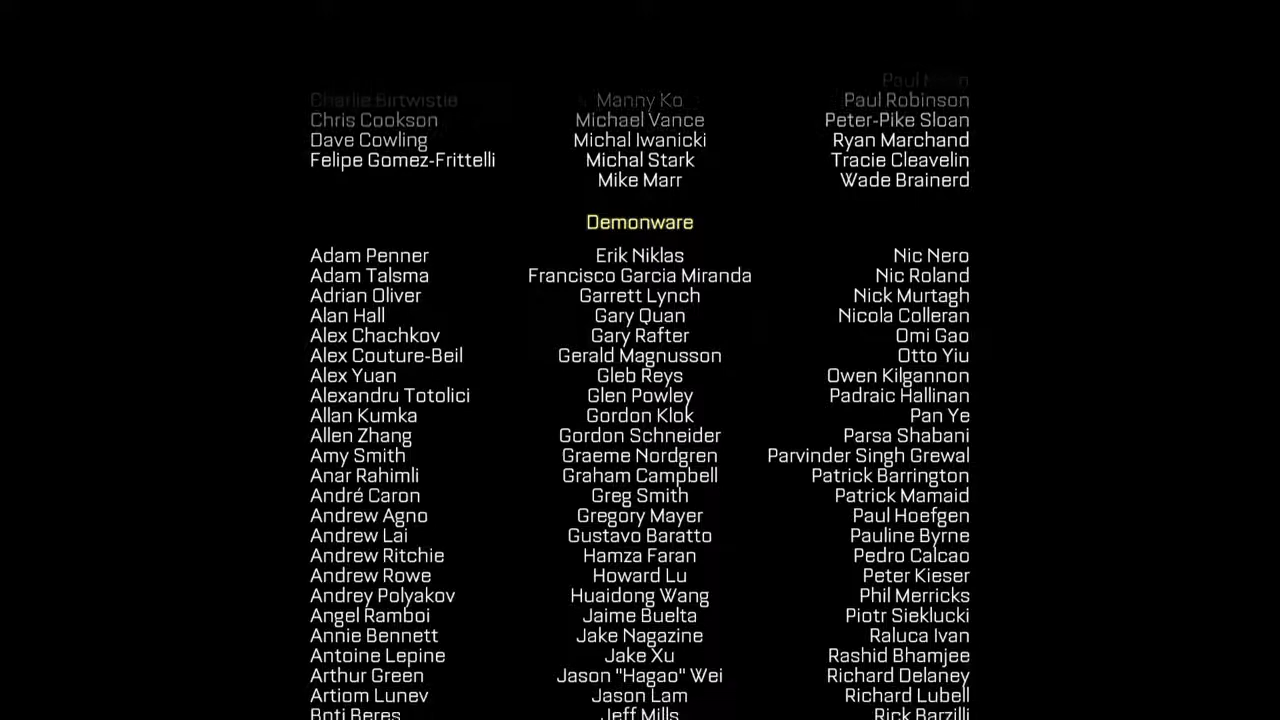 Paul
Charlie Birtwistle Manny Ko Paul Robinson
Chris Cookson Michael Vance Peter-Pike Sloan
Dave Cowling Michal Iwanicki Ryan Marchand
Felipe Gomez-Frittelli Michal Stark Tracie Cleavelin
Mike Marr Wade Brainerd
Demonware
Adam Penner Erik Niklas Nic Nero
Adam Talsma Francisco Garcia Miranda Nic Roland
Adrian Oliver Garrett Lynch Nick Murtagh
Alan Hall Gary Quan Nicola Colleran
Alex Chachkov Gary Rafter Omi Gao
Alex Couture-Beil Gerald Magnusson Otto Yiu
Alex Yuan Gleb Reys Owen Kilgannon
Alexandru Totolici Glen Powley Padraic Hallinan
Allan Kumka Gordon Klok Pan Ye
Allen Zhang Gordon Schneider Parsa Shabani
Amy Smith Graeme Nordgren Parvinder Singh Grewal
Anar Rahimli Graham Campbell Patrick Barrington
André Caron Greg Smith Patrick Mamaid
Andrew Agno Gregory Mayer Paul Hoefgen
Andrew Lai Gustavo Baratto Pauline Byrne
Andrew Ritchie Hamza Faran Pedro Calcao
Andrew Rowe Howard Lu Peter Kieser
Andrey Polyakov Huaidong Wang Phil Merricks
Angel Ramboi Jaime Buelta Piotr Sieklucki
Annie Bennett Jake Nagazine Raluca Ivan
Antoine Lepine Jake Xu Rashid Bhamjee
Arthur Green Jason "Hagao" Wei Richard Delaney
Artiom Lunev Jason Lam Richard Lubell
Boti Beres Jeff Mills Rick Barzilli